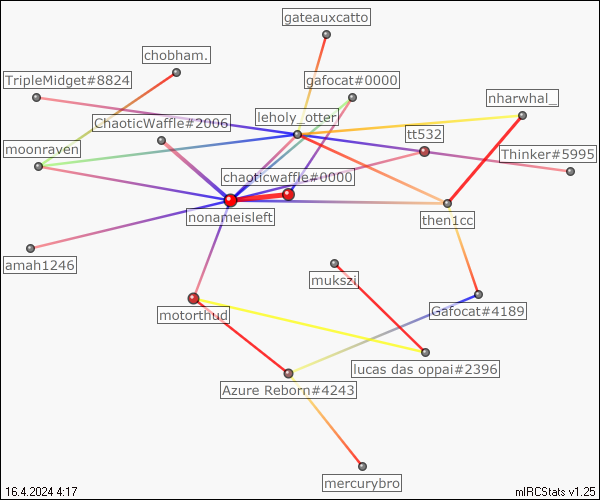 gateauxcatto
chobham.
TripleMidget#8824
gafocat#0000
nharwhal_
leholy_otter
ChaoticWaffle#2006
tt532
moonraven
Thinker#5995
chaoticwaffle#0000
nonameisleft
then1cc
amah1246
mukszi
motorthud
Gafocat#4189
lucas das oppai#2396
Azure Reborn#4243
mercurybro
16.4.2024 4:17
mIRCStats v1.25